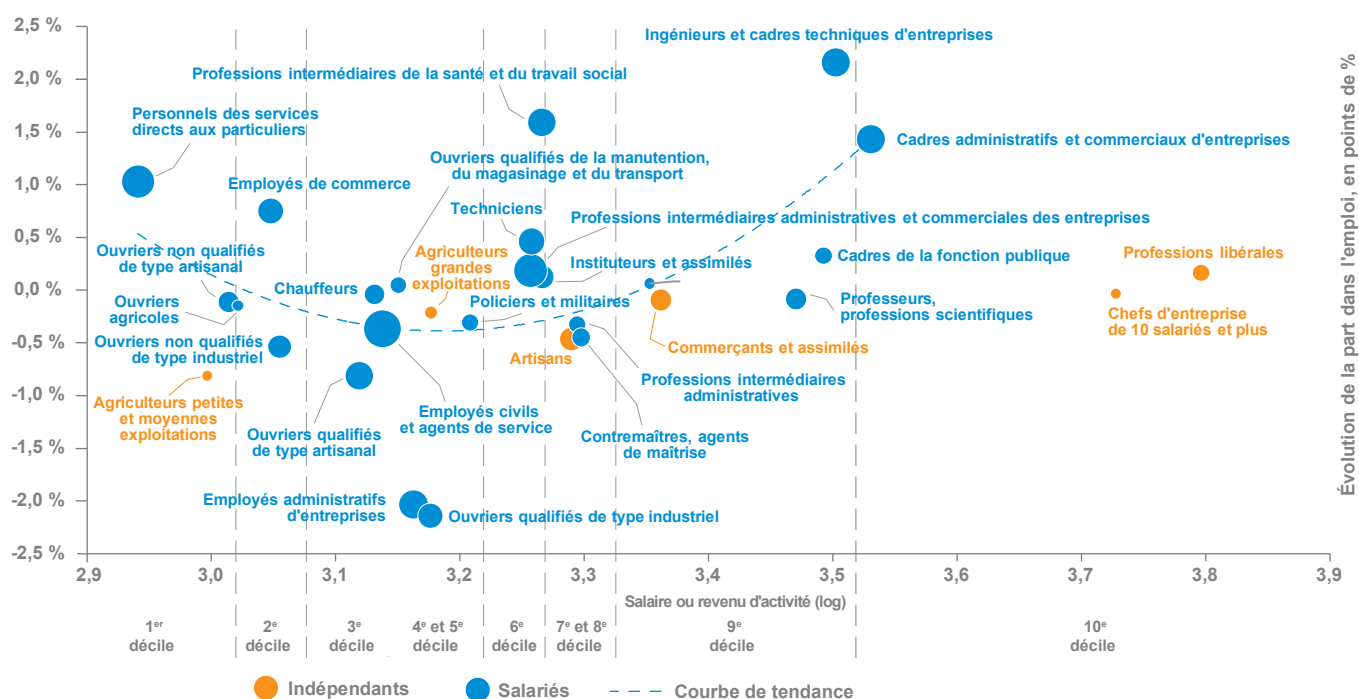 2,5 %
2,0 %
1,5 %
1,0 %
0,5 %
0,0 %
-0,5 %
-1,0 %
-1,5 %
-2,0 %
-2,5 %
Ingénieurs et cadres techniques d'entreprises
Professions intermédiaires de la santé et du travail social
Personnels des services
directs aux particuliers
Cadres administratifs et commerciaux d'entreprises
Ouvriers qualifiés de la manutention,
du magasinage et du transport
Employés de commerce
Techniciens
Professions intermédiaires administratives et commerciales des entreprises
Ouvriers non qualifiés
de type artisanal
Agriculteurs
grandes
exploitations
Instituteurs et assimilés
Cadres de la fonction publique
Professions libérales
Chauffeurs
Ouvriers
agricoles
Policiers et militaires
Professeurs,
professions scientifiques
Chefs d'entreprise
de 10 salariés et plus
Ouvriers non qualifiés
de type industriel
Artisans
Commerçants et assimilés
Professions intermédiaires
administratives
Agriculteurs petites
et moyennes
exploitations
Ouvriers qualifiés
de type artisanal
Employés civils
et agents de service
Contremaîtres, agents
de maîtrise
Employés administratifs
d'entreprises
Ouvriers qualifiés de type industriel
Évolution de la part dans l'emploi, en points de %
2,9 3,0 3,1 3,2 3,3 3,4 3,5 3,6 3,7 3,8 3,9
Salaire ou revenu d'activité (log)
1er 2e 3e 4e et 5e 6e 7e et 8e 9e 10e
décile décile décile décile décile décile décile décile
Indépendants Salariés Courbe de tendance